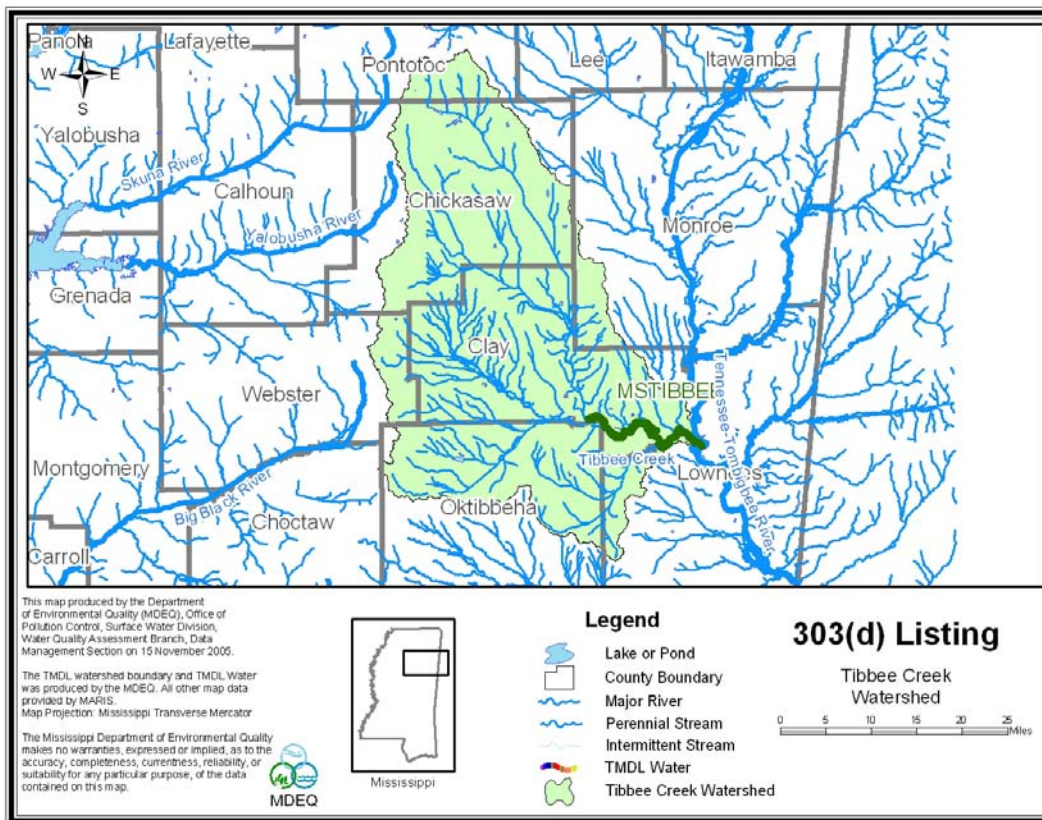 Panola
N
W E
S
Lafayette
Pontotoc
Lee
Itawamba
Yalobusha
Skuna River
Calhoun
Chickasaw
Yalobusha River
Monroe
Grenada
Clay
Webster
MSTIBBEE
Tennessee-Tombigbee River
Tibbee Creek
Lowndes
Montgomery
Big Black River
Oktibbeha
Choctaw
Carroll
This map produced by the Department
of Environmental Quality (MDEQ), Office of
Pollution Control, Surface Water Division,
Water Quality Assessment Branch, Data
Management Section on 15 November 2005.
The TMDL watershed boundary and TMDL Water
was produced by the MDEQ. All other map data
provided by MARIS.
Map Projection: Mississippi Transverse Mercator
The Mississippi Department of Environmental Quality
makes no warranties, expressed or implied, as to the
accuracy, completeness, currentness, reliability, or
suitability for any particular purpose, of the data
contained on this map.
MDEQ
Mississippi
Legend
Lake or Pond
County Boundary
Major River
Perennial Stream
Intermittent Stream
TMDL Water
Tibbee Creek Watershed
303(d) Listing
Tibbee Creek
Watershed
0 5 10 15 20 25
Miles